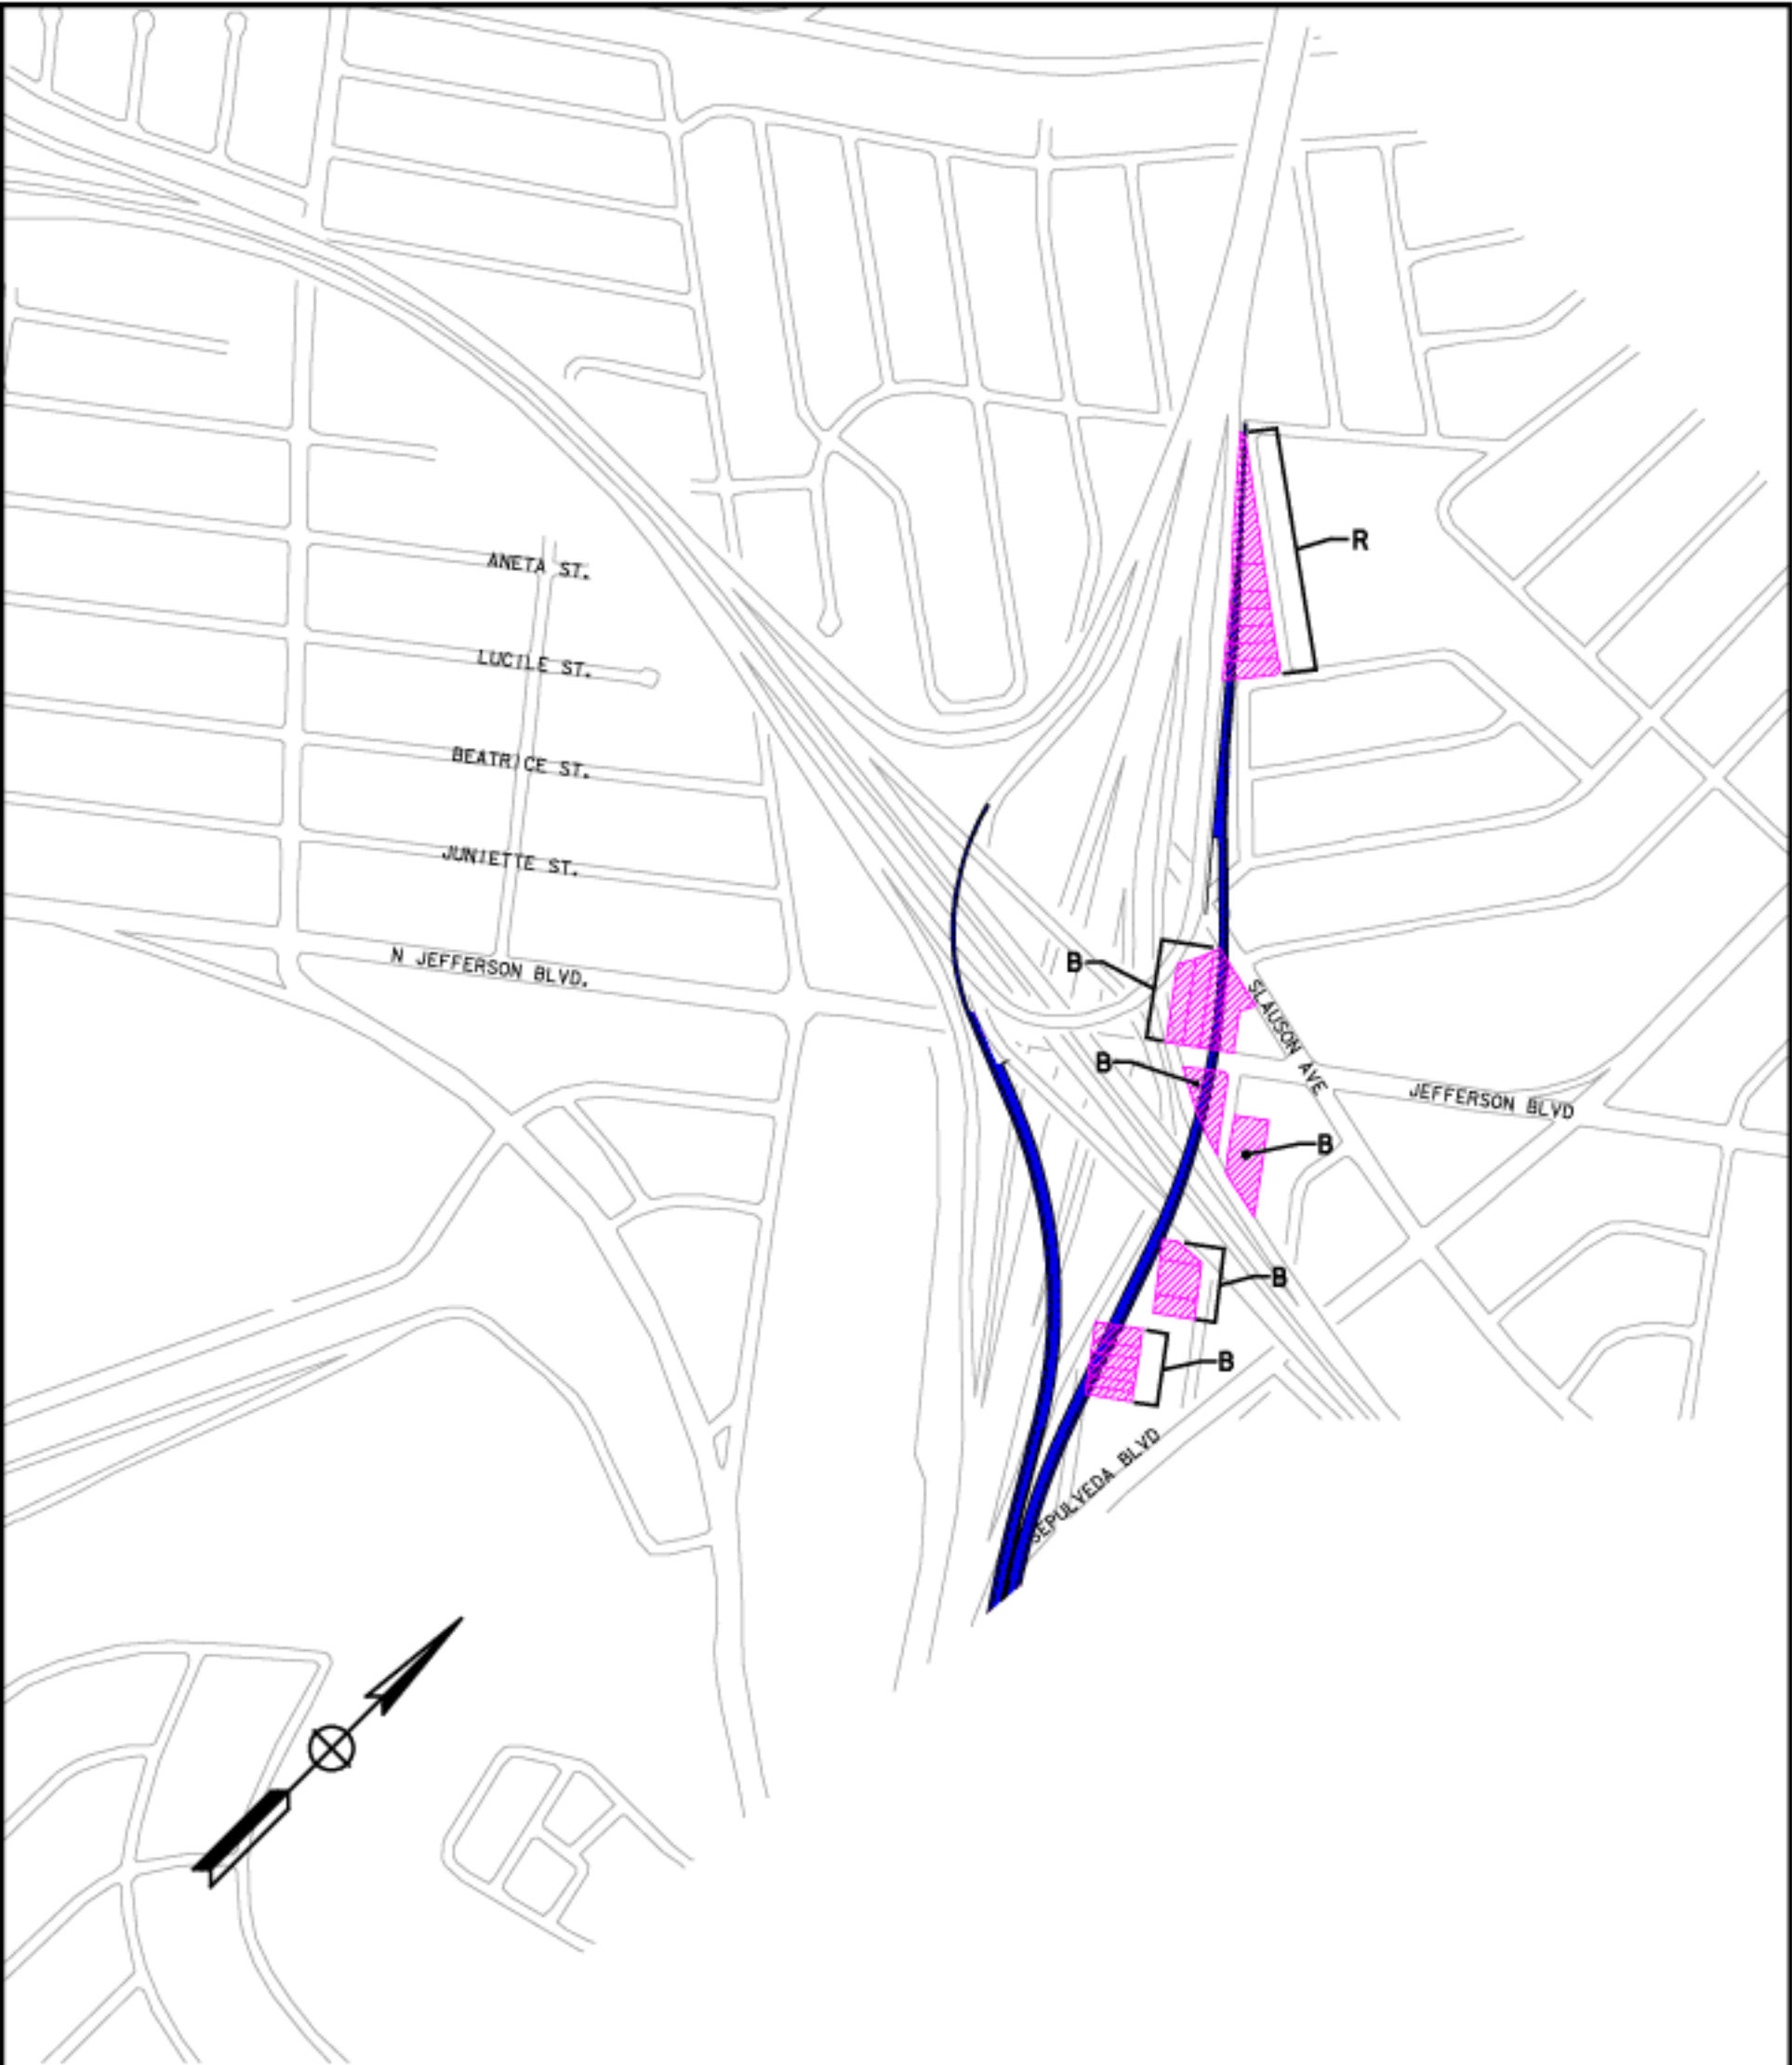 R
ANETA ST.
LUCILE ST.
BEATRICE ST.
JUNIETTE ST.
N JEFFERSON BLVD.
B
SLAUSON AVE
B
JEFFERSON BLVD
B
B
B
SEPULVEDA BLVD